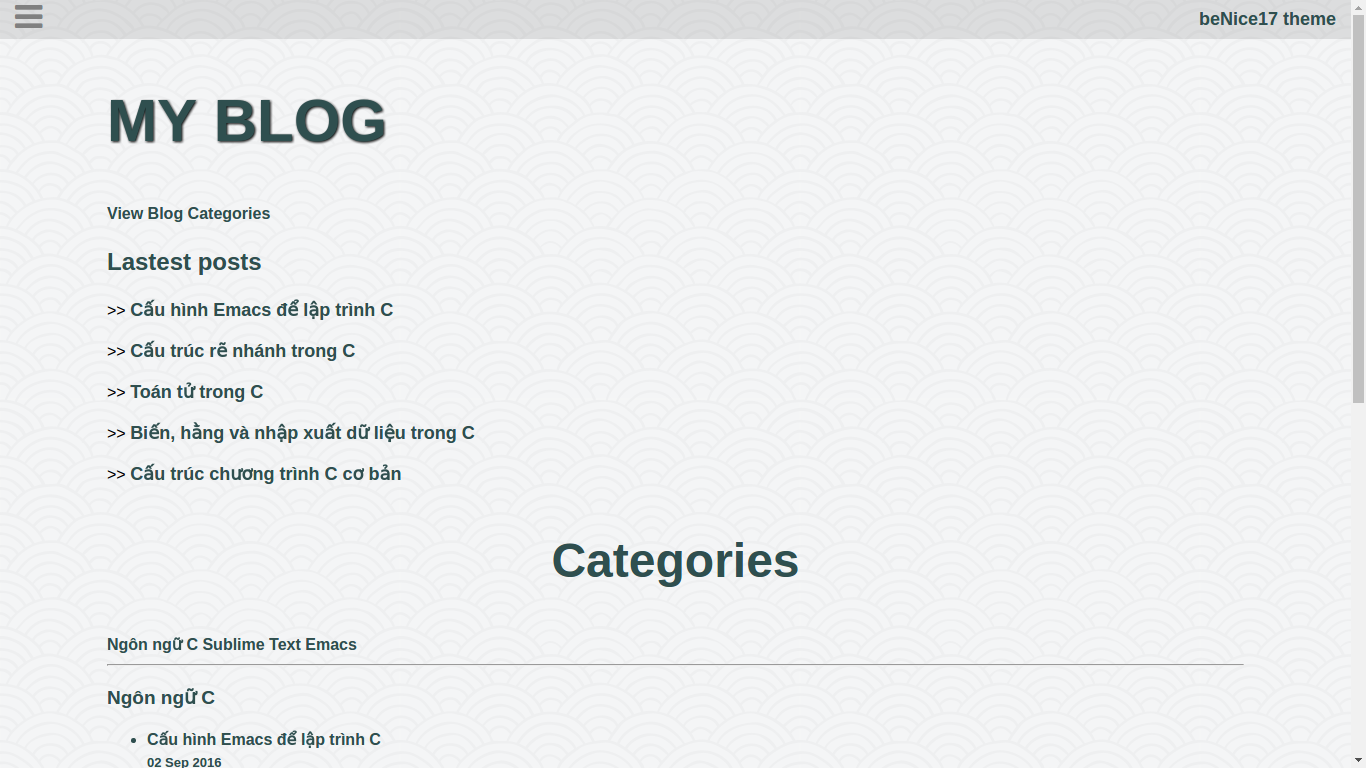 beNice17 theme
MY BLOG
View Blog Categories
Lastest posts
>> Cấu hình Emacs để lập trình C
>> Cấu trúc rẽ nhánh trong C
>> Toán tử trong C
>> Biến, hằng và nhập xuất dữ liệu trong C
>> Cấu trúc chương trình C cơ bản
Categories
Ngôn ngữ C Sublime Text Emacs
Ngôn ngữ C
• Cấu hình Emacs để lập trình C
02 Sep 2016